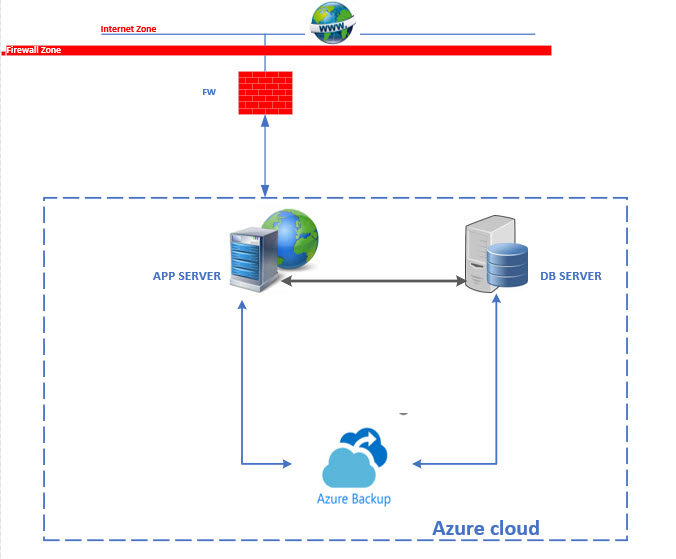 www.
Internet Zone
Firewall Zone
FW
APP SERVER
DB SERVER
Azure Backup
Azure cloud